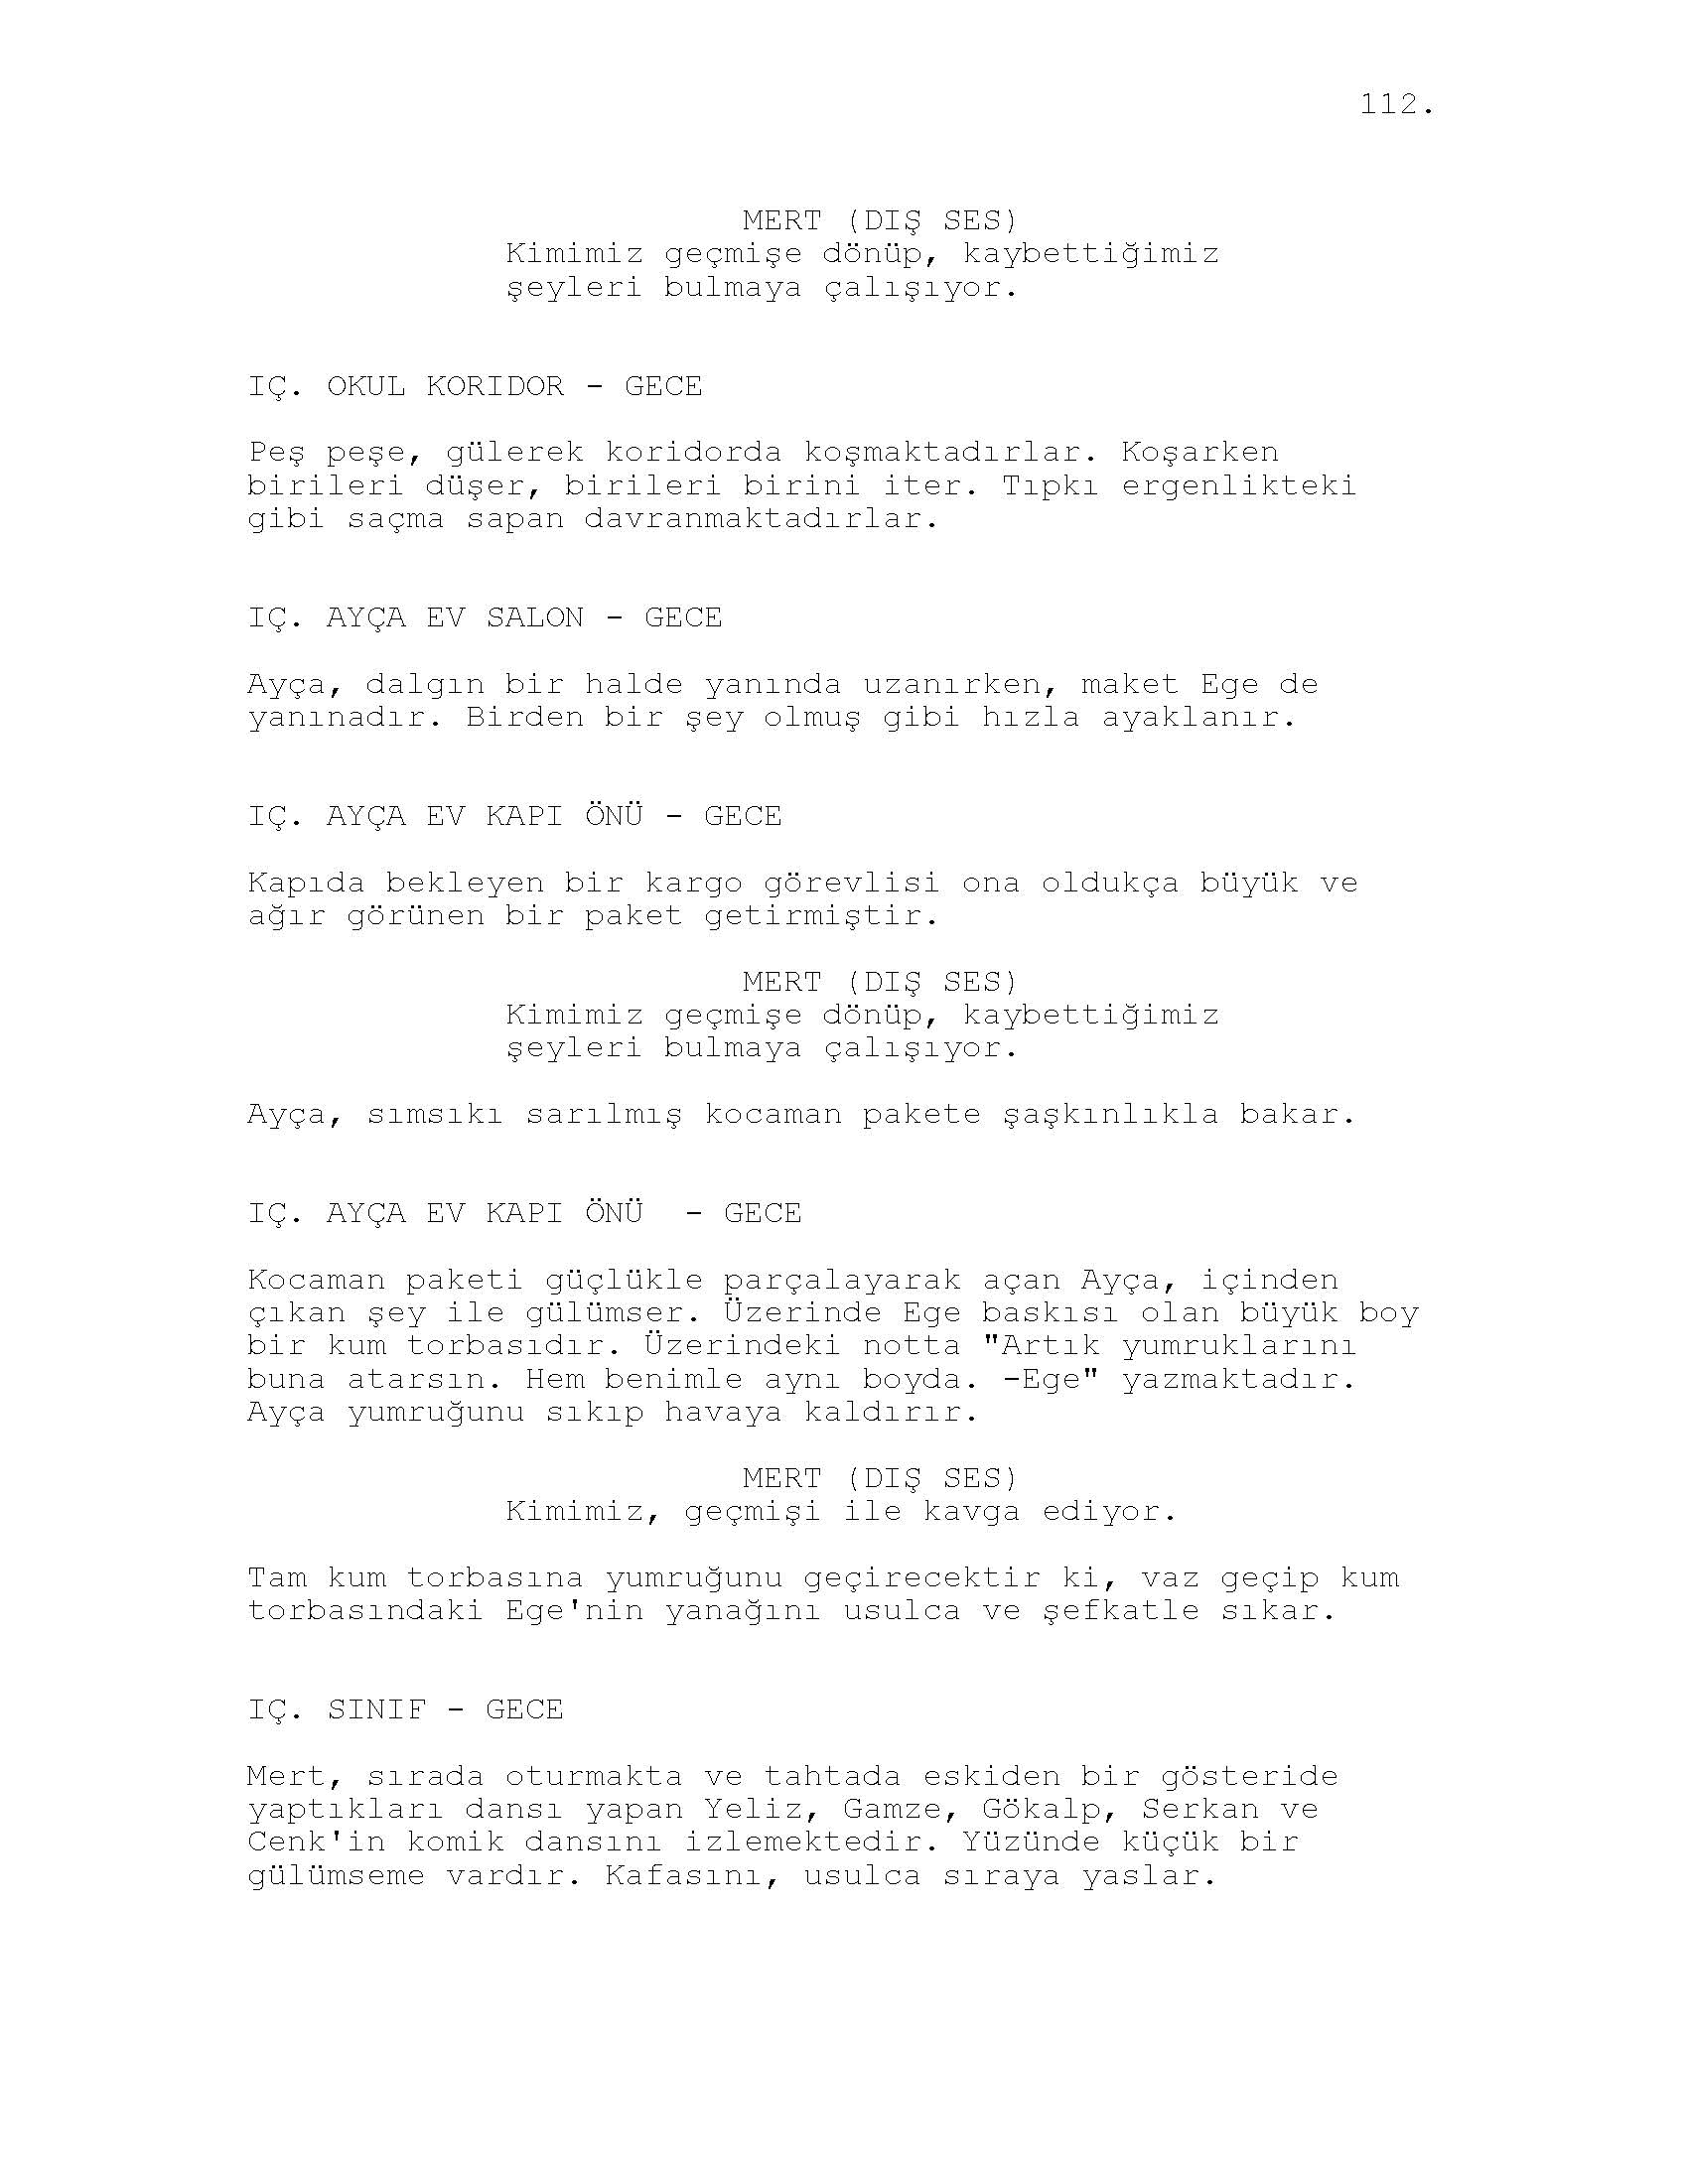 112.
MERT (DIŞ SES)
Kimimiz geçmişe dönüp, kaybettiğimiz
şeyleri bulmaya çalışıyor.
IÇ. OKUL KORIDOR - GECE
Peş peşe, gülerek koridorda koşmaktadırlar. Koşarken
birileri düşer, birileri birini iter. Tıpkı ergenlikteki
gibi saçma sapan davranmaktadırlar.
IÇ. AYÇA EV SALON - GECE
Ayça, dalgın bir halde yanında uzanırken, maket Ege de
yanınadır. Birden bir şey olmuş gibi hızla ayaklanır.
IÇ. AYÇA EV KAPI ÖNÜ - GECE
Kapıda bekleyen bir kargo görevlisi ona oldukça büyük ve
ağır görünen bir paket getirmiştir.
MERT (DIŞ SES)
Kimimiz geçmişe dönüp, kaybettiğimiz
şeyleri bulmaya çalışıyor.
Ayça, sımsıkı sarılmış kocaman pakete şaşkınlıkla bakar.
IÇ. AYÇA EV KAPI ÖNÜ  - GECE
Kocaman paketi güçlükle parçalayarak açan Ayça, içinden
çıkan şey ile gülümser. Üzerinde Ege baskısı olan büyük boy
bir kum torbasıdır. Üzerindeki notta "Artık yumruklarını
buna atarsın. Hem benimle aynı boyda. -Ege" yazmaktadır.
Ayça yumruğunu sıkıp havaya kaldırır.
MERT (DIŞ SES)
Kimimiz, geçmişi ile kavga ediyor.
Tam kum torbasına yumruğunu geçirecektir ki, vaz geçip kum
torbasındaki Ege'nin yanağını usulca ve şefkatle sıkar.
IÇ. SINIF - GECE
Mert, sırada oturmakta ve tahtada eskiden bir gösteride
yaptıkları dansı yapan Yeliz, Gamze, Gökalp, Serkan ve
Cenk'in komik dansını izlemektedir. Yüzünde küçük bir
gülümseme vardır. Kafasını, usulca sıraya yaslar.